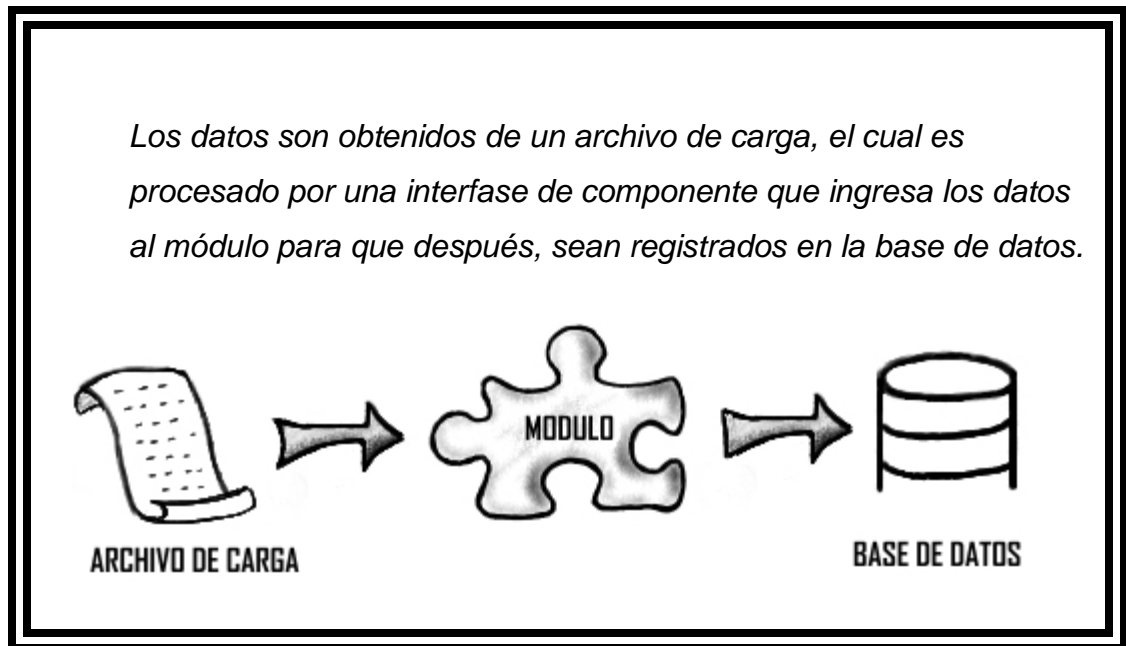 Los datos son obtenidos de un archivo de carga, el cual es
procesado por una interfase de componente que ingresa los datos
al módulo para que después, sean registrados en la base de datos.
MODULO
ARCHIVO DE CARGA
BASE DE DATOS